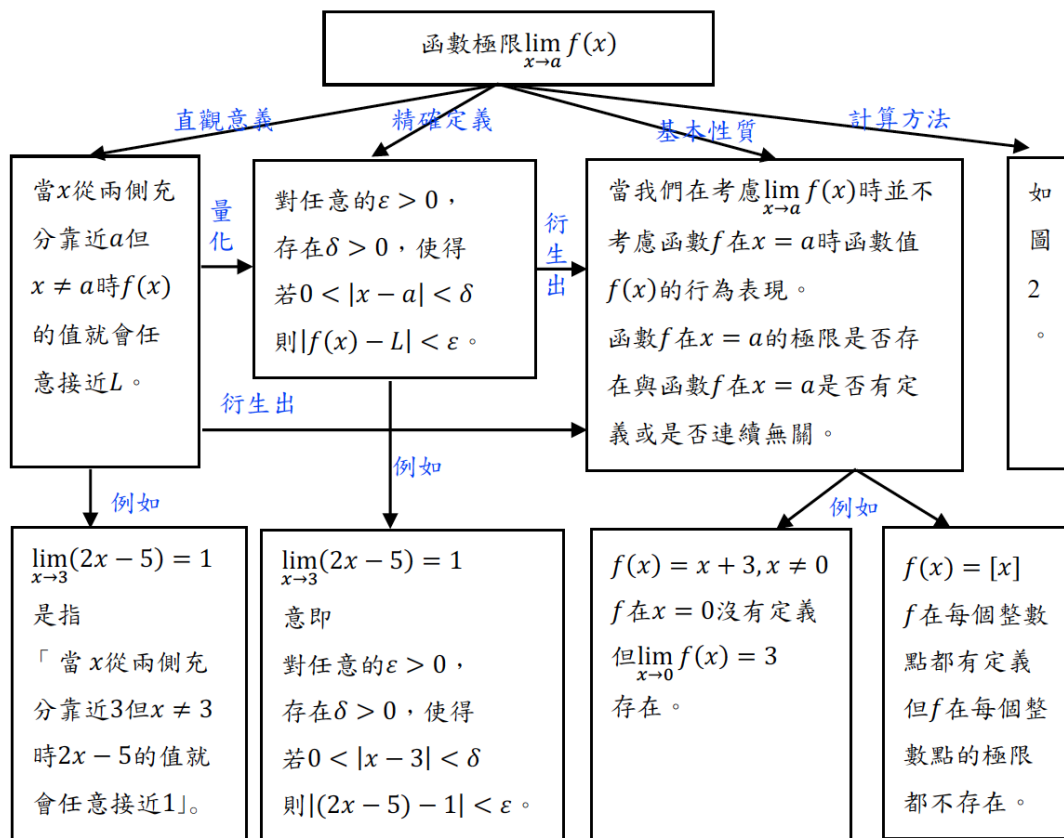 函數極限lim f(x)
x→a
直觀意義
精確定義
基本性質
計算方法
當x從兩側充
分靠近a但
x ≠ a時f(x)
的值就會任
意接近L。
量
化
對任意的ε > 0,
存在δ > 0,使得
若0 < |x − a| < δ
則|f(x) − L| < ε。
衍
生
出
當我們在考慮lim f(x)時並不
x→a
考慮函數f在x = a時函數值
f(x)的行為表現。
函數f在x = a的極限是否存
在與函數f在x = a是否有定
義或是否連續無關。
如
圖
2
。
衍生出
例如
例如
例如
lim(2x − 5) = 1
x→3
是指
「當 x從兩側充
分靠近3但x ≠ 3
時2x − 5的值就
會任意接近1」。
lim(2x − 5) = 1
x→3
意即
對任意的ε > 0,
存在δ > 0,使得
若0 < |x − 3| < δ
則|(2x − 5) − 1| < ε。
f(x) = x + 3, x ≠ 0
f在x = 0沒有定義
但lim f(x) = 3
x→0
存在。
f(x) = [x]
f在每個整數
點都有定義
但f在每個整
數點的極限
都不存在。